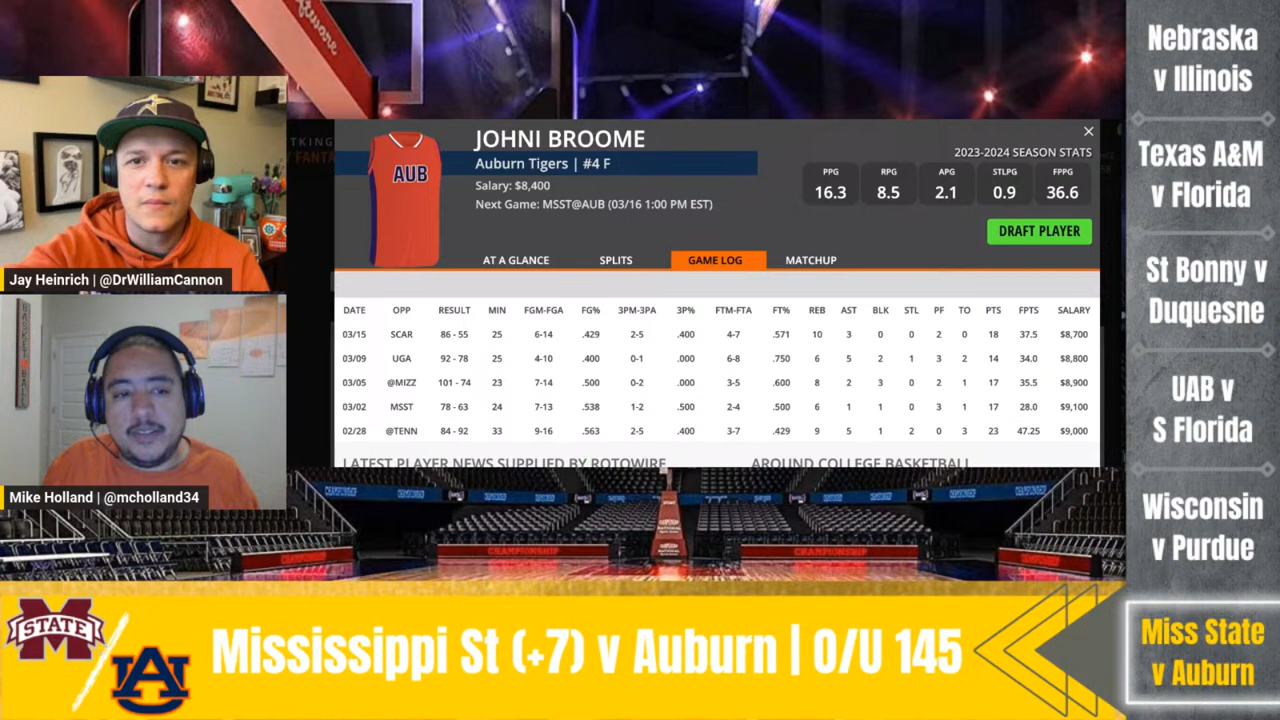 Nebraska
v Illinois
Texas A&M
v Florida
St Bonny v
Duquesne
UAB v
S Florida
Wisconsin
v Purdue
Miss State
v Auburn
Jay Heinrich | @DrWilliamCannon
BASKETBALL
Mike Holland | @mcholland34
TKING
FANTA
AUB
JOHNI BROOME
Auburn Tigers | #4 F
Salary: $8,400
Next Game: MSST@AUB (03/16 1:00 PM EST)
×
2023-2024 SEASON STATS
PPG RPG APG STLPG FPPG
16.3 8.5 2.1 0.9 36.6
DRAFT PLAYER
AT A GLANCE SPLITS GAME LOG MATCHUP
DATE OPP RESULT MIN FGM-FGA FG% 3PM-3PA 3P% FTM-FTA FT% REB AST BLK STL PF TO PTS FPTS SALARY
03/15 SCAR 86 - 55 25 6-14 .429 2-5 .400 4-7 .571 10 3 0 0 2 0 18 37.5 $8,700
03/09 UGA 92 - 78 25 4-10 .400 0-1 .000 6-8 .750 6 5 2 1 3 2 14 34.0 $8,800
03/05 @MIZZ 101 - 74 23 7-14 .500 0-2 .000 3-5 .600 8 2 3 0 2 1 17 35.5 $8,900
03/02 MSST 78 - 63 24 7-13 .538 1-2 .500 2-4 .500 6 1 1 0 3 1 17 28.0 $9,100
02/28 @TENN 84 - 92 33 9-16 .563 2-5 .400 3-7 .429 9 5 1 2 0 3 23 47.25 $9,000
LATEST PLAYER NEWS SUPPLIED BY ROTOWIRE AROUND COLLEGE BASKETBALL
CHAMPIONSHIP CHAMPIONSHIP
M
STATE
AU
Mississippi St (+7) v Auburn | O/U 145